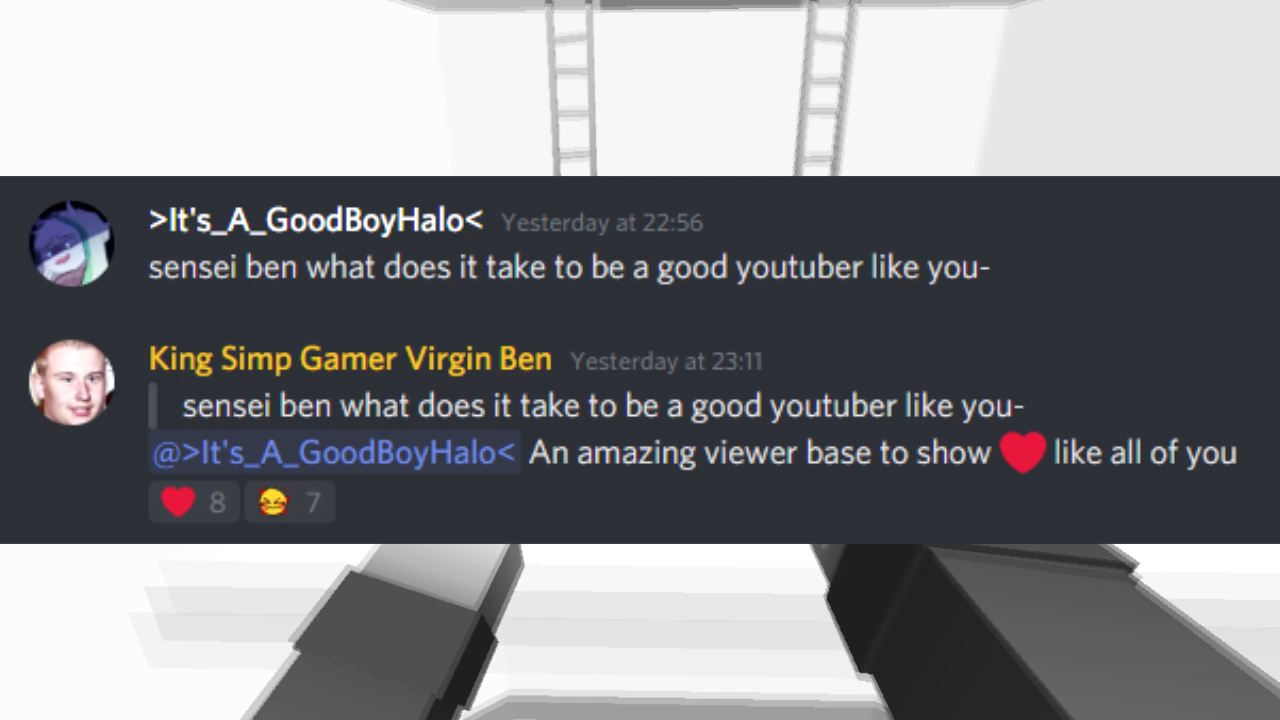 >It's_A_GoodBoyHalo< Yesterday at 22:56
sensei ben what does it take to be a good youtuber like you-
King Simp Gamer Virgin Ben Yesterday at 23:11
sensei ben what does it take to be a good youtuber like you-
@>It's_A_GoodBoyHalo< An amazing viewer base to show ❤️ like all of you
❤️ 8 😆 7